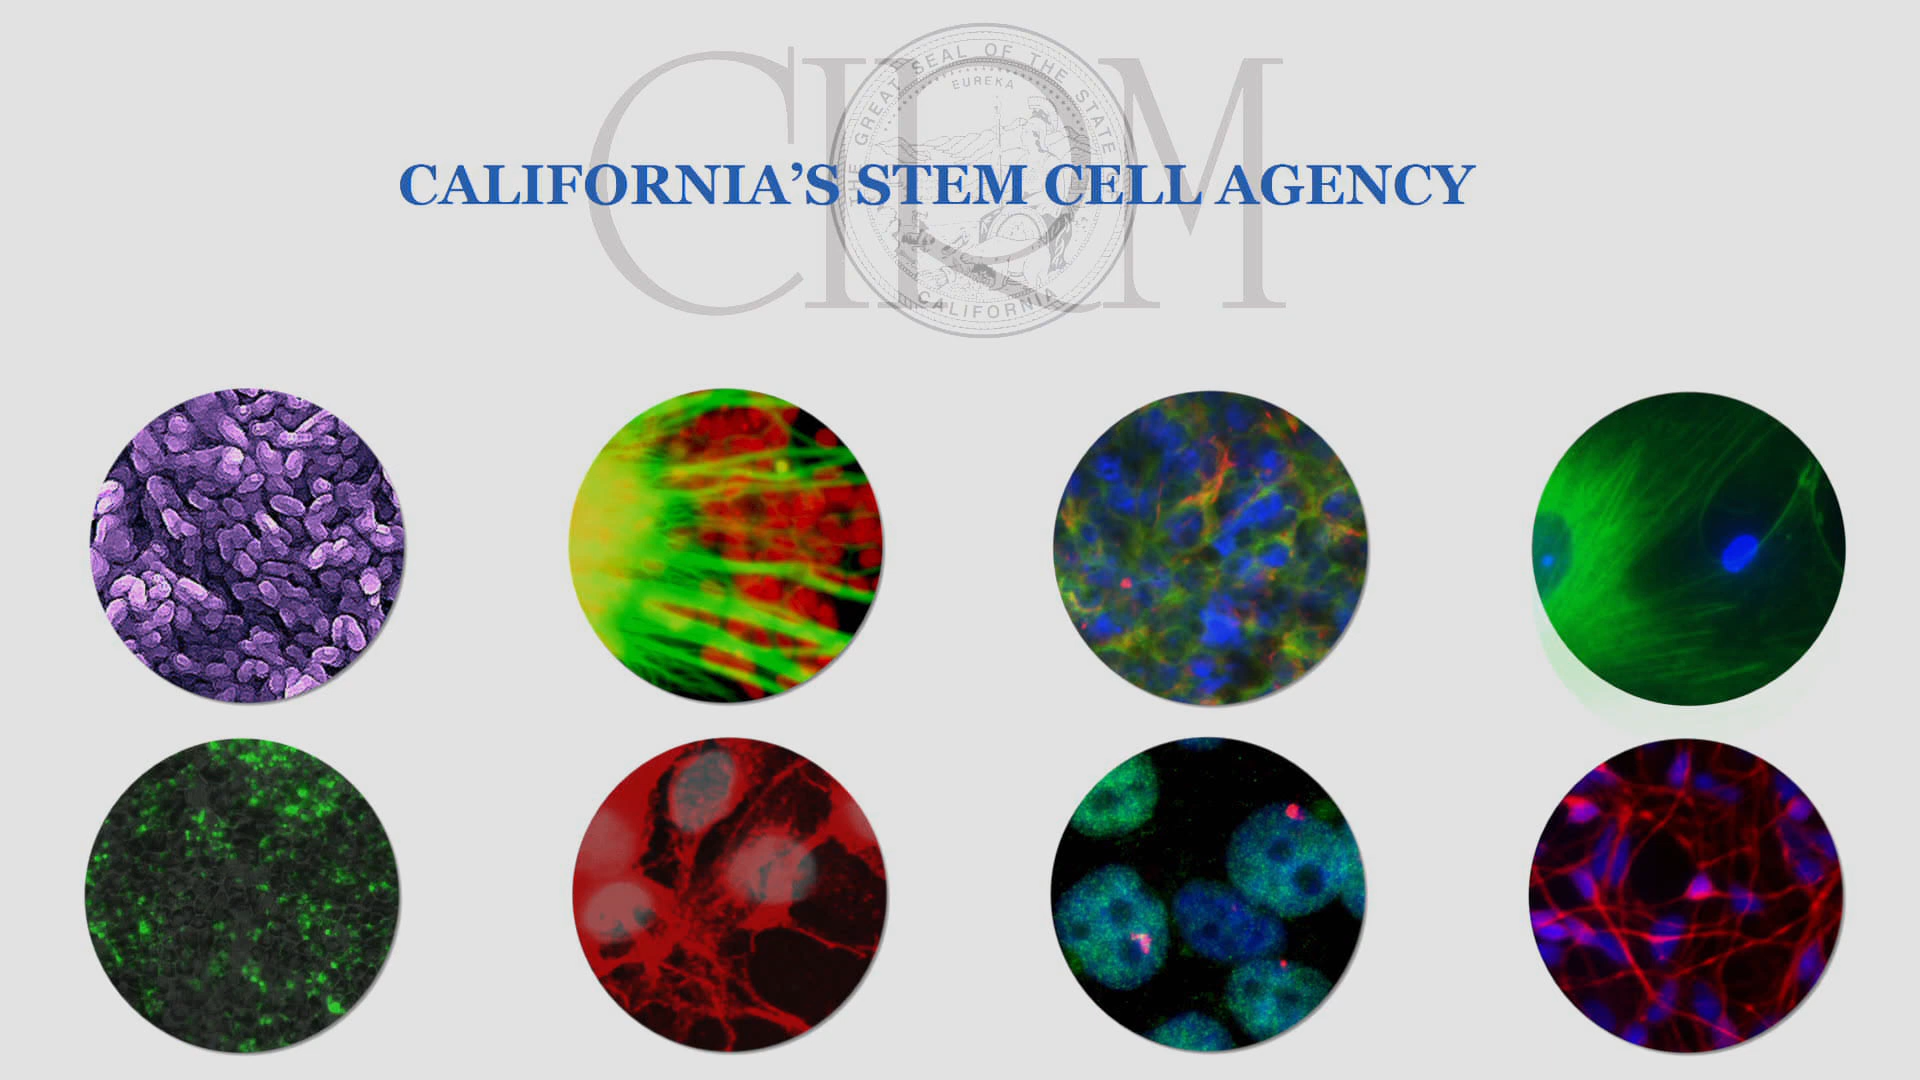 CIRM
THE GREAT SEAL OF THE STATE
EUREKA
CALIFORNIA'S STEM CELL AGENCY
CALIFORNIA